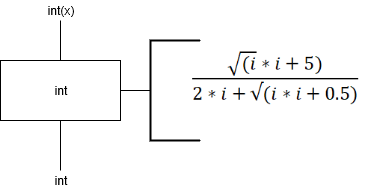 int(x)
int
√(i * i + 5)
2 * i + √(i * i + 0.5)
int